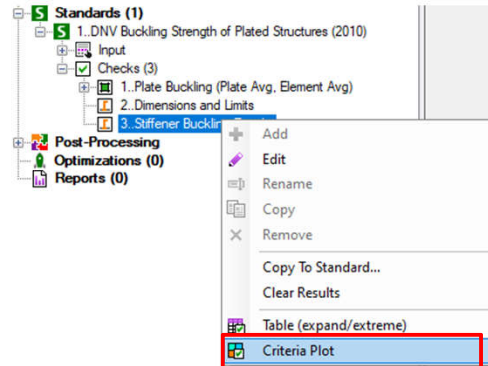 Standards (1)
1..DNV Buckling Strength of Plated Structures (2010)
Input
Checks (3)
1..Plate Buckling (Plate Avg, Element Avg)
2..Dimensions and Limits
3..Stiffener Buckling
Post-Processing
Optimizations (0)
Reports (0)
Add
Edit
Rename
Copy
Remove
Copy To Standard...
Clear Results
Table (expand/extreme)
Criteria Plot